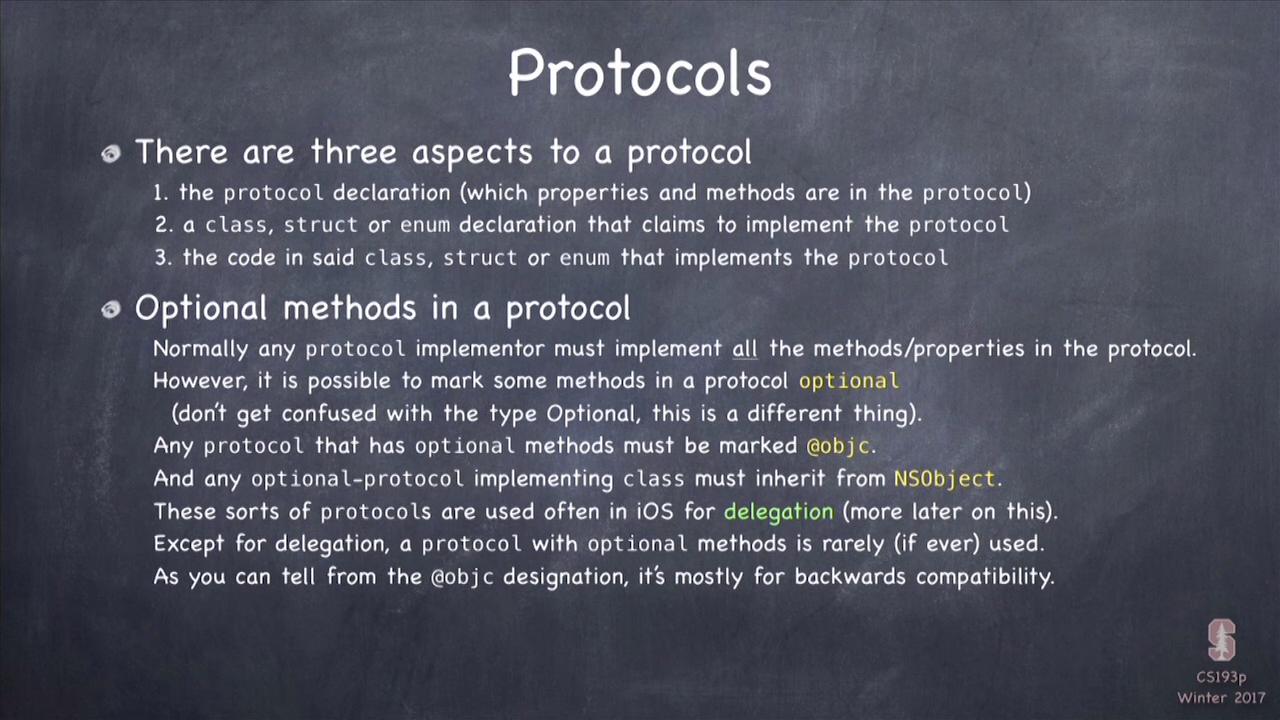 Protocols
There are three aspects to a protocol
1. the protocol declaration (which properties and methods are in the protocol)
2. a class, struct or enum declaration that claims to implement the protocol
3. the code in said class, struct or enum that implements the protocol
Optional methods in a protocol
Normally any protocol implementor must implement all the methods/properties in the protocol.
However, it is possible to mark some methods in a protocol optional
(don't get confused with the type Optional, this is a different thing).
Any protocol that has optional methods must be marked @objc.
And any optional-protocol implementing class must inherit from NSObject.
These sorts of protocols are used often in iOS for delegation (more later on this).
Except for delegation, a protocol with optional methods is rarely (if ever) used.
As you can tell from the @objc designation, it's mostly for backwards compatibility.
S
CS193p
Winter 2017